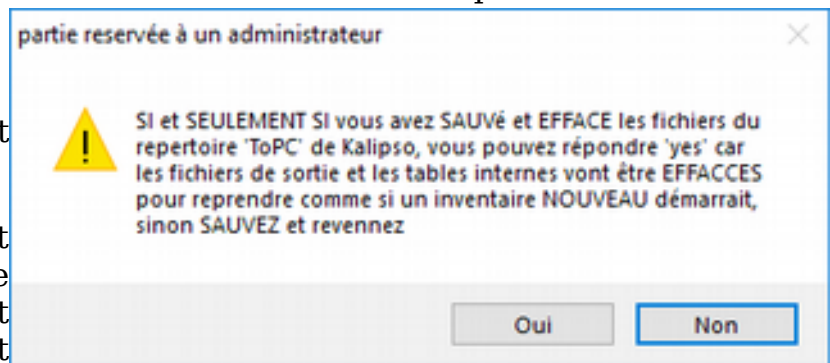 partie reservée à un administrateur
SI et SEULEMENT SI vous avez SAUVé et EFFACE les fichiers du
t
repertoire 'ToPC' de Kalipso, vous pouvez répondre 'yes' car
les fichiers de sortie et les tables internes vont être EFFACCES
pour reprendre comme si un inventaire NOUVEAU démarrait,
sinon SAUVEZ et revennez
t
e
t
Oui Non
t